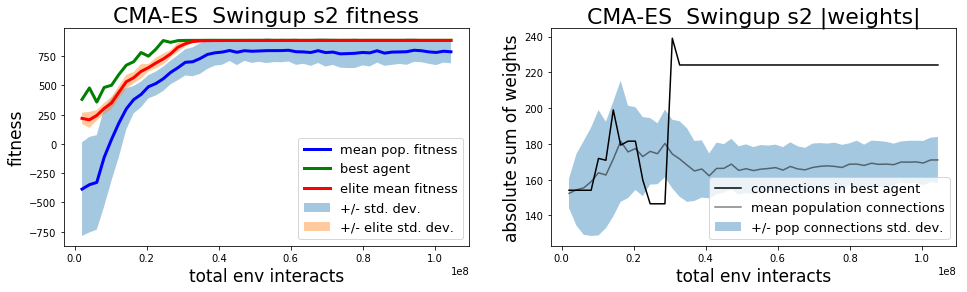 CMA-ES  Swingup s2 fitness
fitness
750
500
250
0
−250
−500
−750
mean pop. fitness
best agent
elite mean fitness
+/- std. dev.
+/- elite std. dev.
0.0 0.2 0.4 0.6 0.8 1.0
1e8
total env interacts
CMA-ES  Swingup s2 |weights|
absolute sum of weights
240
220
200
180
160
140
connections in best agent
mean population connections
+/- pop connections std. dev.
0.0 0.2 0.4 0.6 0.8 1.0
1e8
total env interacts